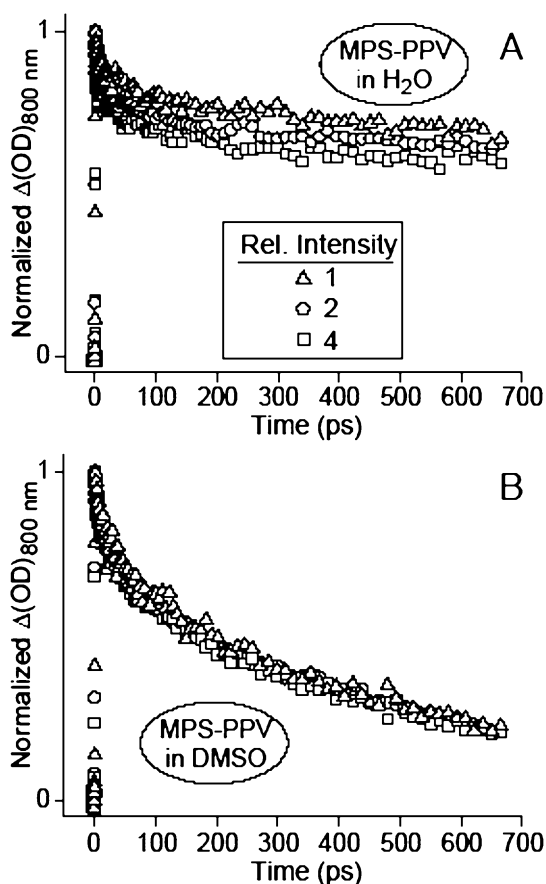 A
MPS-PPV
in H₂O
1
0
Normalized Δ(OD)800 nm
Rel. Intensity
1
2
4
0 100 200 300 400 500 600 700
Time (ps)
B
1
0
Normalized Δ(OD)800 nm
MPS-PPV
in DMSO
0 100 200 300 400 500 600 700
Time (ps)